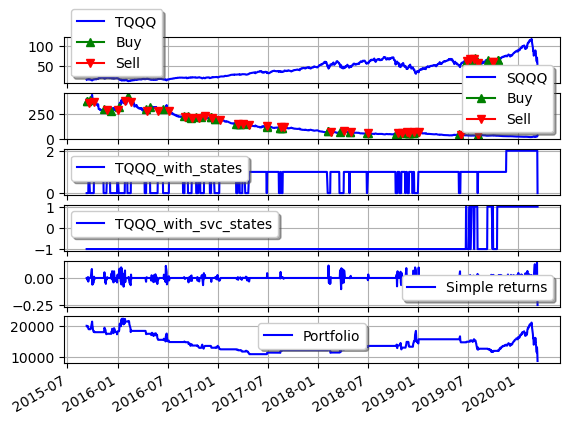 TQQQ
Buy
Sell
100
50
SQQQ
Buy
Sell
250
0
TQQQ_with_states
2
0
TQQQ_with_svc_states
1
0
−1
Simple returns
0.00
−0.25
Portfolio
20000
10000
2015-07
2016-01
2016-07
2017-01
2017-07
2018-01
2018-07
2019-01
2019-07
2020-01